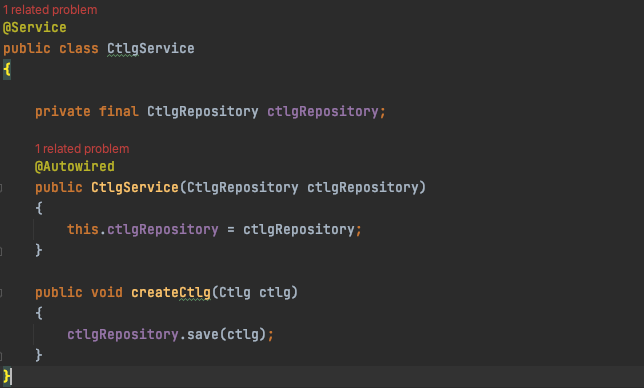 1 related problem
@Service
public class CtlgService
{
private final CtlgRepository ctlgRepository;
1 related problem
@Autowired
public CtlgService(CtlgRepository ctlgRepository)
{
this.ctlgRepository = ctlgRepository;
}
public void createCtlg(Ctlg ctlg)
{
ctlgRepository.save(ctlg);
}
}